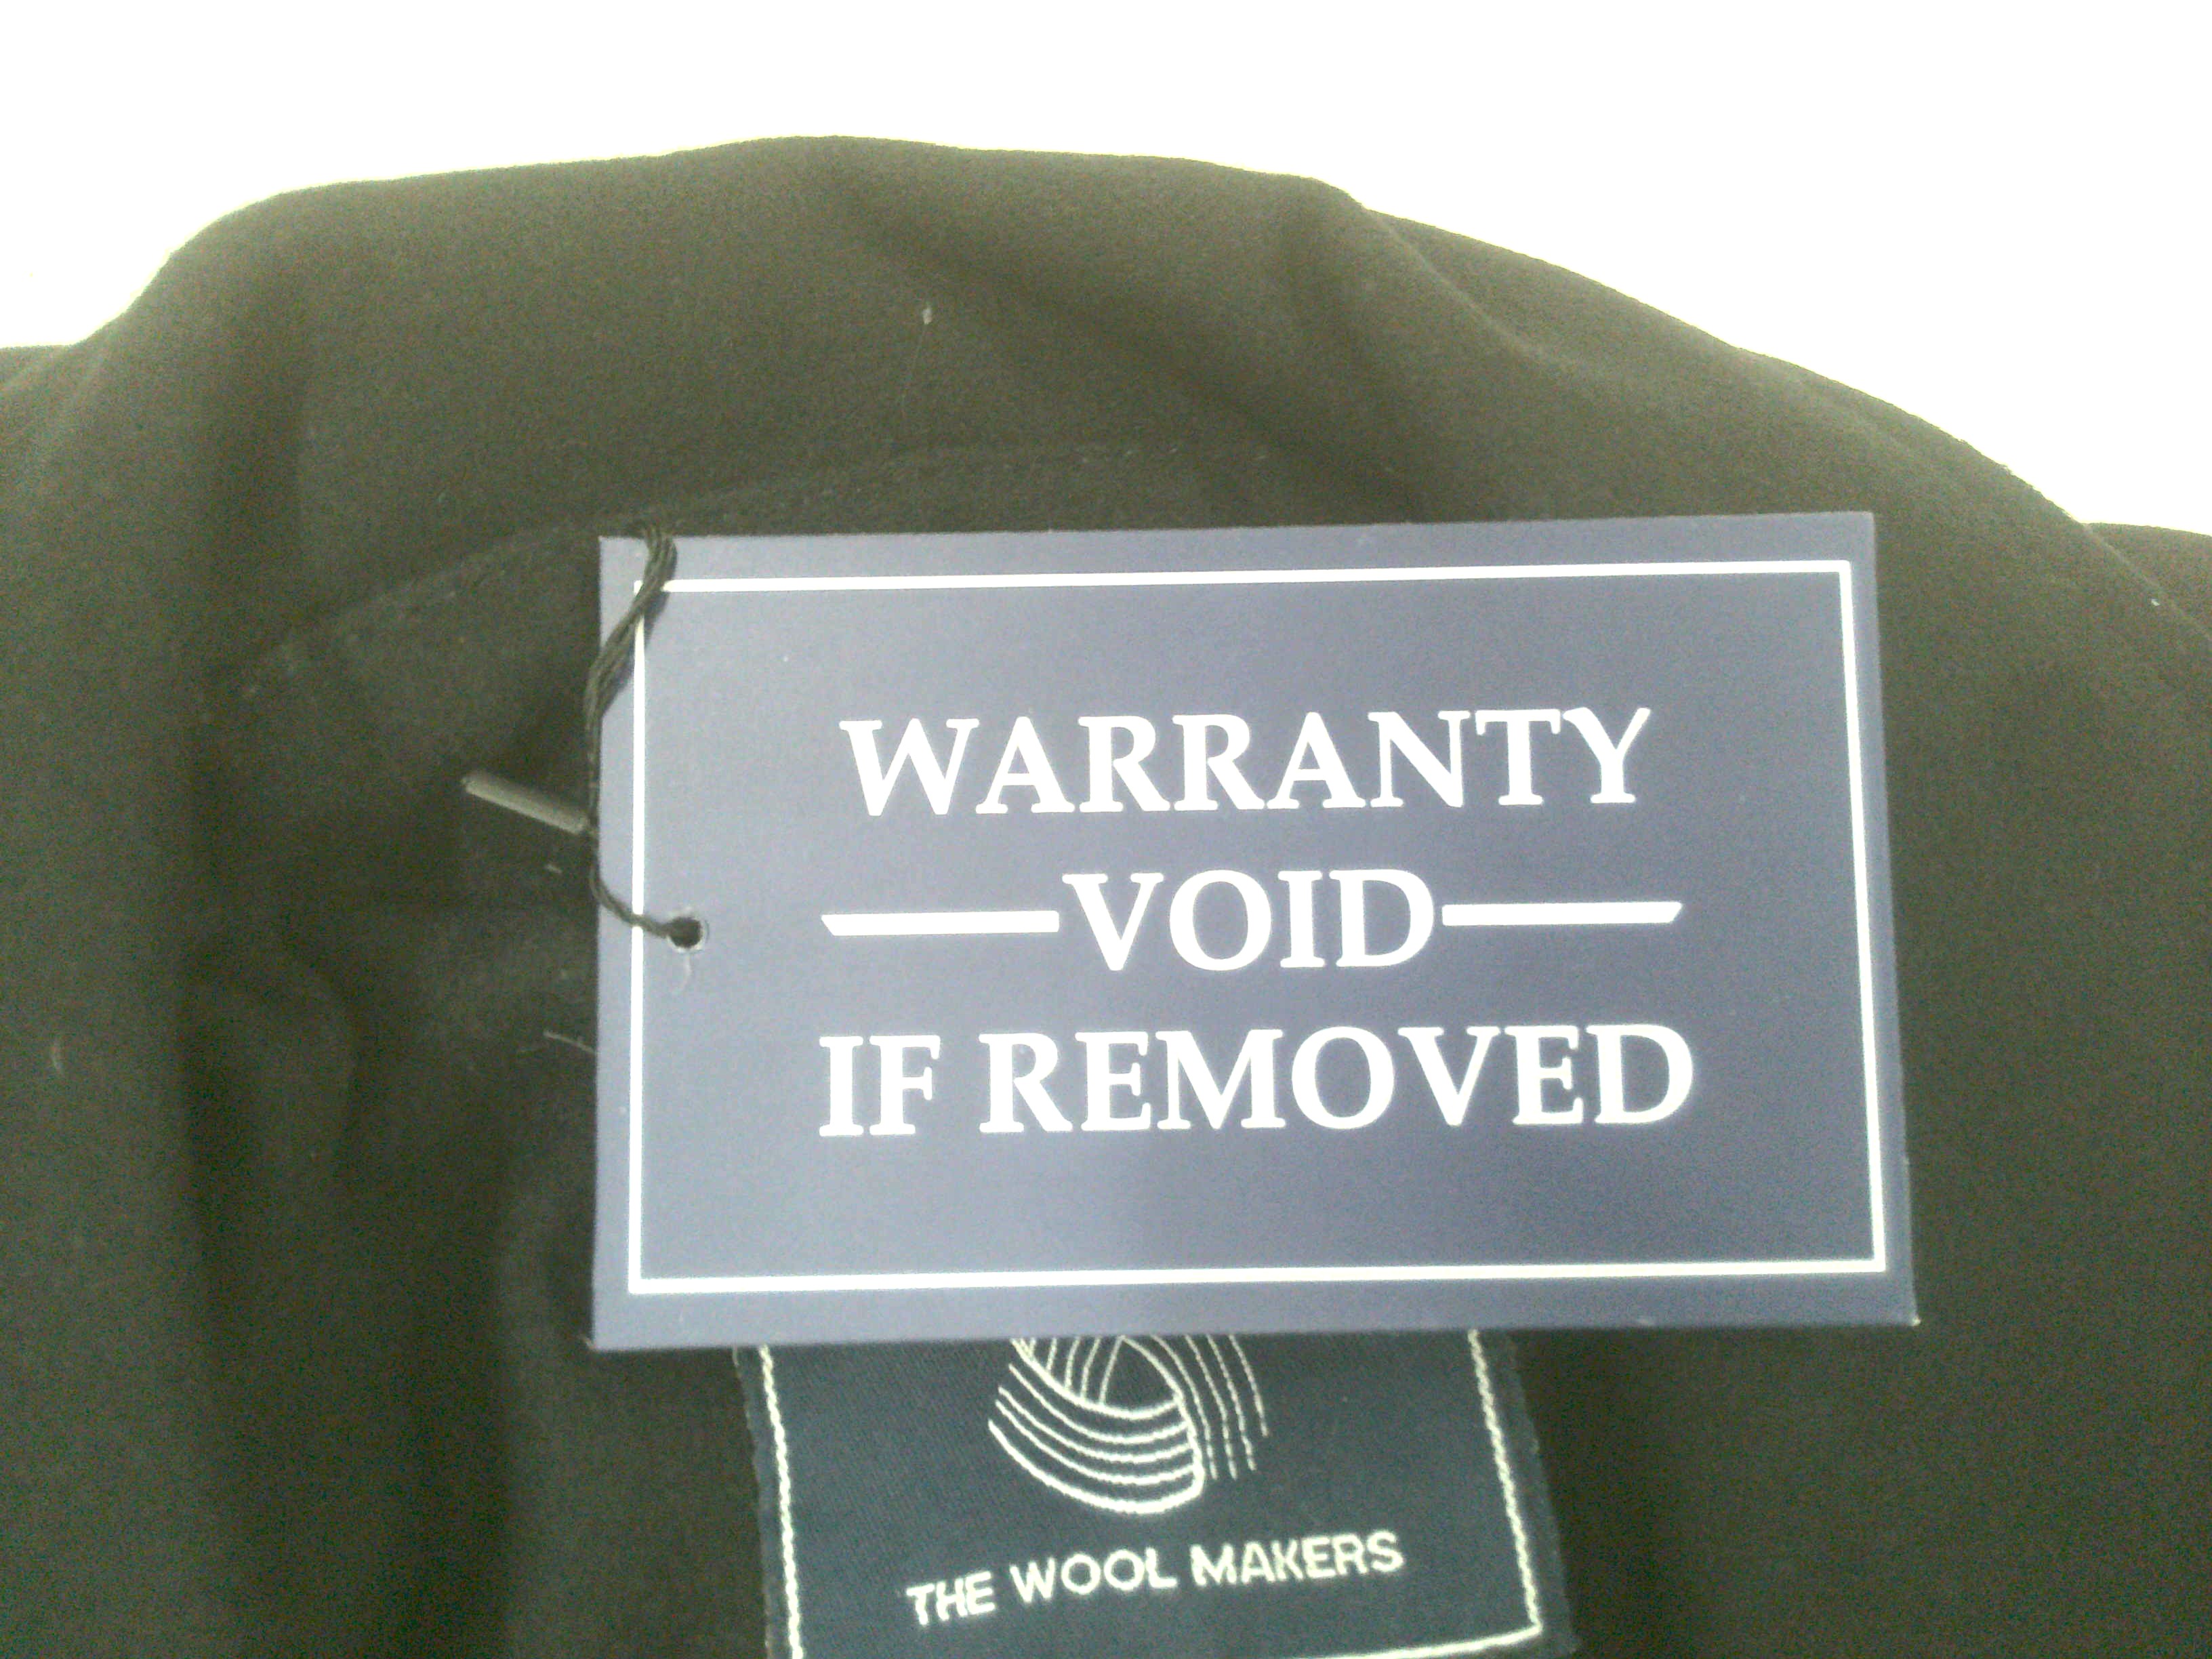 WARRANTY
VOID
IF REMOVED
THE WOOL MAKERS